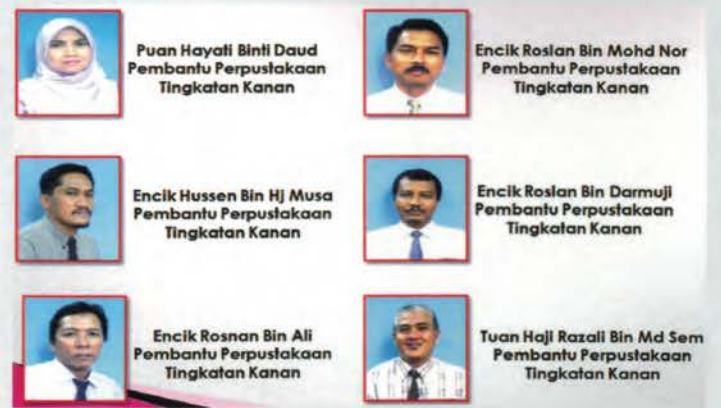 Puan Hayati Binti Daud
Pembantu Perpustakaan
Tingkatan Kanan
Encik Roslan Bin Mohd Nor
Pembantu Perpustakaan
Tingkatan Kanan
Encik Hussen Bin Hj Musa
Pembantu Perpustakaan
Tingkatan Kanan
Encik Roslan Bin Darmuji
Pembantu Perpustakaan
Tingkatan Kanan
Encik Rosnan Bin Ali
Pembantu Perpustakaan
Tingkatan Kanan
Tuan Haji Razali Bin Md Sem
Pembantu Perpustakaan
Tingkatan Kanan